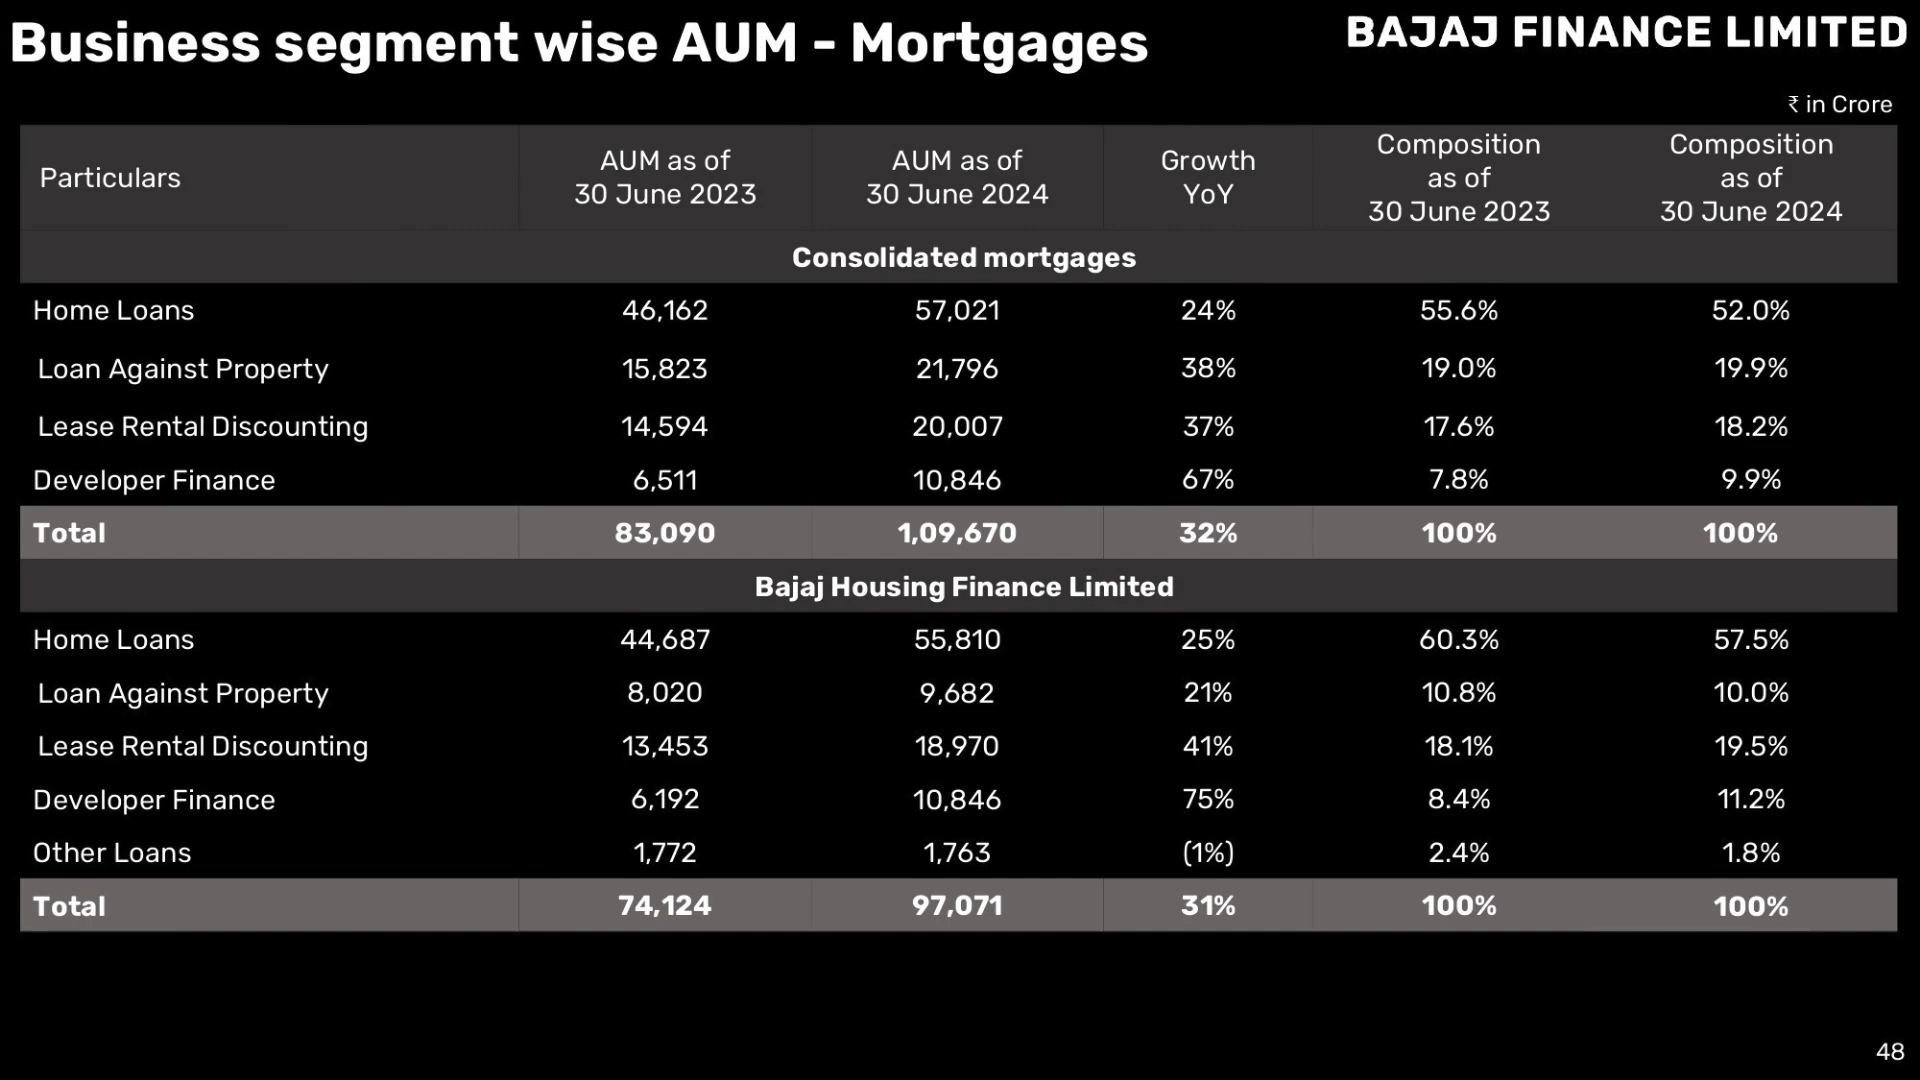 Business segment wise AUM - Mortgages
BAJAJ FINANCE LIMITED
₹ in Crore
Particulars
AUM as of
30 June 2023
AUM as of
30 June 2024
Growth
YoY
Composition
as of
30 June 2023
Composition
as of
30 June 2024
Consolidated mortgages
Home Loans 46,162 57,021 24% 55.6% 52.0%
Loan Against Property 15,823 21,796 38% 19.0% 19.9%
Lease Rental Discounting 14,594 20,007 37% 17.6% 18.2%
Developer Finance 6,511 10,846 67% 7.8% 9.9%
Total 83,090 1,09,670 32% 100% 100%
Bajaj Housing Finance Limited
Home Loans 44,687 55,810 25% 60.3% 57.5%
Loan Against Property 8,020 9,682 21% 10.8% 10.0%
Lease Rental Discounting 13,453 18,970 41% 18.1% 19.5%
Developer Finance 6,192 10,846 75% 8.4% 11.2%
Other Loans 1,772 1,763 (1%) 2.4% 1.8%
Total 74,124 97,071 31% 100% 100%
48